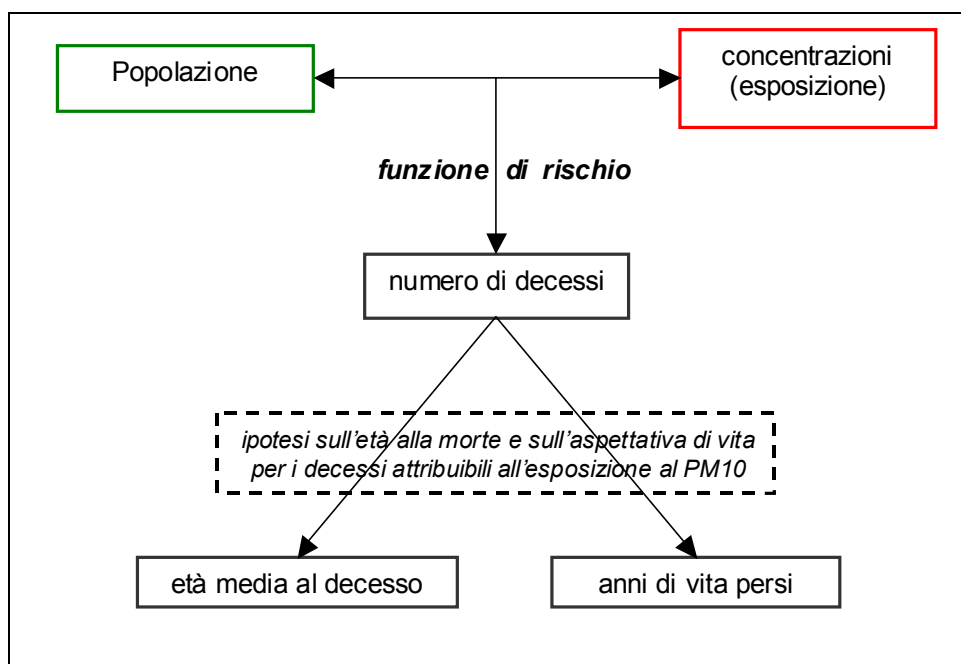 Popolazione
concentrazioni
(esposizione)
funzione di rischio
numero di decessi
ipotesi sull'età alla morte e sull'aspettativa di vita
per i decessi attribuibili all'esposizione al PM10
età media al decesso
anni di vita persi